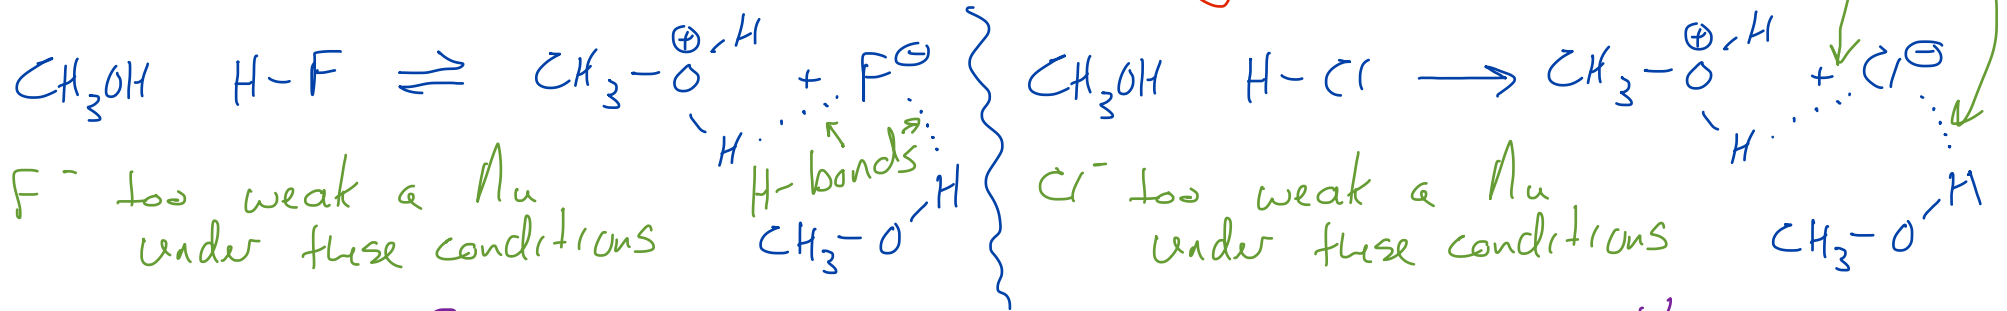 CH₃OH H–F ⇌ CH₃–O⊕–H + F⊖
H
H–bonds
H
CH₃–O
F⁻ too weak a Nu
under these conditions
CH₃OH H–Cl → CH₃–O⊕–H + Cl⊖
H
H
CH₃–O
Cl⁻ too weak a Nu
under these conditions